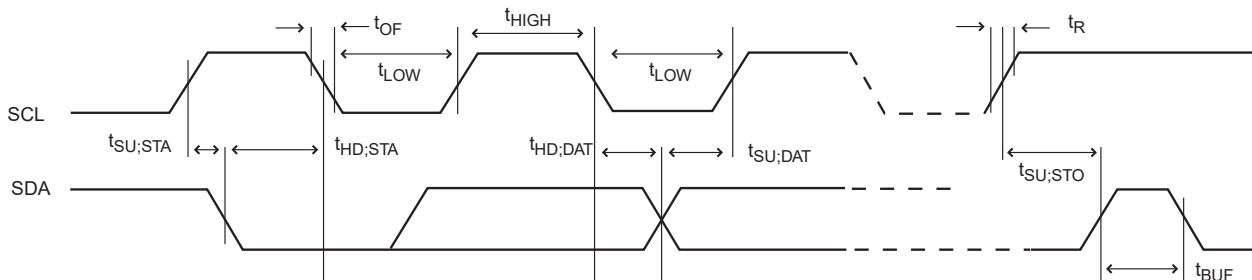 tOF
tHIGH
tR
tLOW
tLOW
SCL
tSU;STA
tHD;STA
tHD;DAT
tSU;DAT
tSU;STO
SDA
tBUF